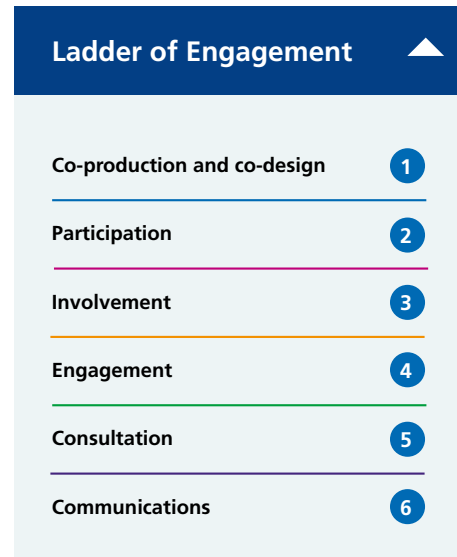 Ladder of Engagement
Co-production and co-design 1
Participation 2
Involvement 3
Engagement 4
Consultation 5
Communications 6